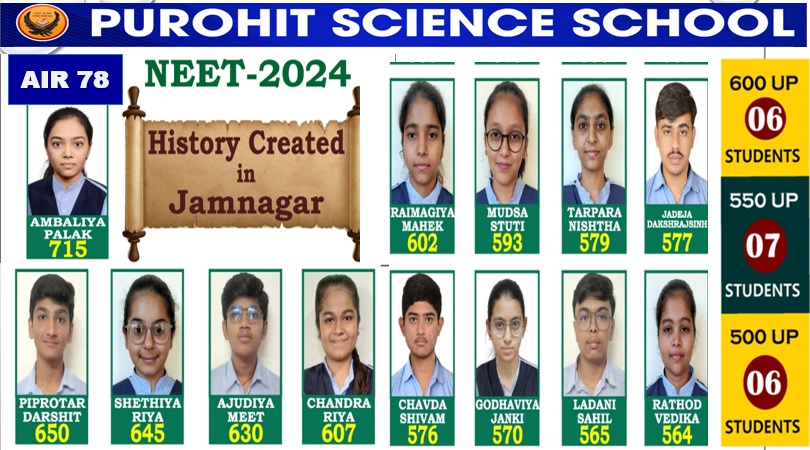 PUROHIT SCIENCE SCHOOL
AIR 78
NEET-2024
History Created
in
Jamnagar
AMBALIYA
PALAK
715
RAIMAGIYA
MAHEK
602
MUDSA
STUTI
593
TARPARA
NISHTHA
579
JADEJA
DAKSHRAJSINH
577
600 UP
06
STUDENTS
550 UP
07
STUDENTS
500 UP
06
STUDENTS
PIPROTAR
DARSHIT
650
SHETHIYA
RIYA
645
AJUDIYA
MEET
630
CHANDRA
RIYA
607
CHAVDA
SHIVAM
576
GODHAVIYA
JANKI
570
LADANI
SAHIL
565
RATHOD
VEDIKA
564